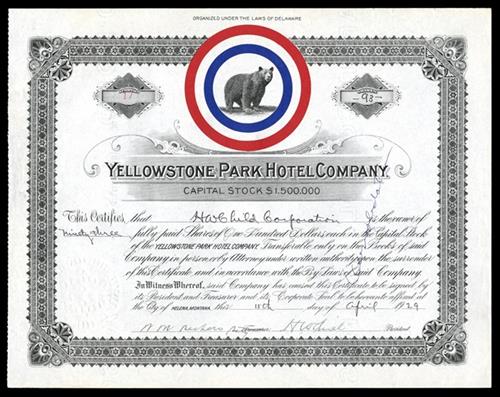 ORGANIZED UNDER THE LAWS OF DELAWARE
17
93
YELLOWSTONE PARK HOTEL COMPANY.
CAPITAL STOCK $1,500,000
This Certifies, that H W Child Corporation is the owner of
ninety three fully paid Shares of One Hundred Dollars each in the Capital Stock
of the YELLOWSTONE PARK HOTEL COMPANY. Transferable only on the Books of said
Company in person or by Attorney under written authority on the surrender
of this Certificate and in accordance with the By Laws of said Company.
In Witness Whereof, said Company has caused this Certificate to be signed by
its President and Treasurer and its Corporate Seal to be hereunto affixed at
the City of HELENA, MONTANA, this 11th day of April 1929
President